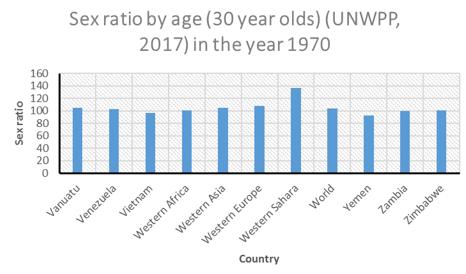 Sex ratio by age (30 year olds) (UNWPP,
2017) in the year 1970
160
140
120
100
80
60
40
20
0
Sex ratio
Vanuatu
Venezuela
Vietnam
Western Africa
Western Asia
Western Europe
Western Sahara
World
Yemen
Zambia
Zimbabwe
Country